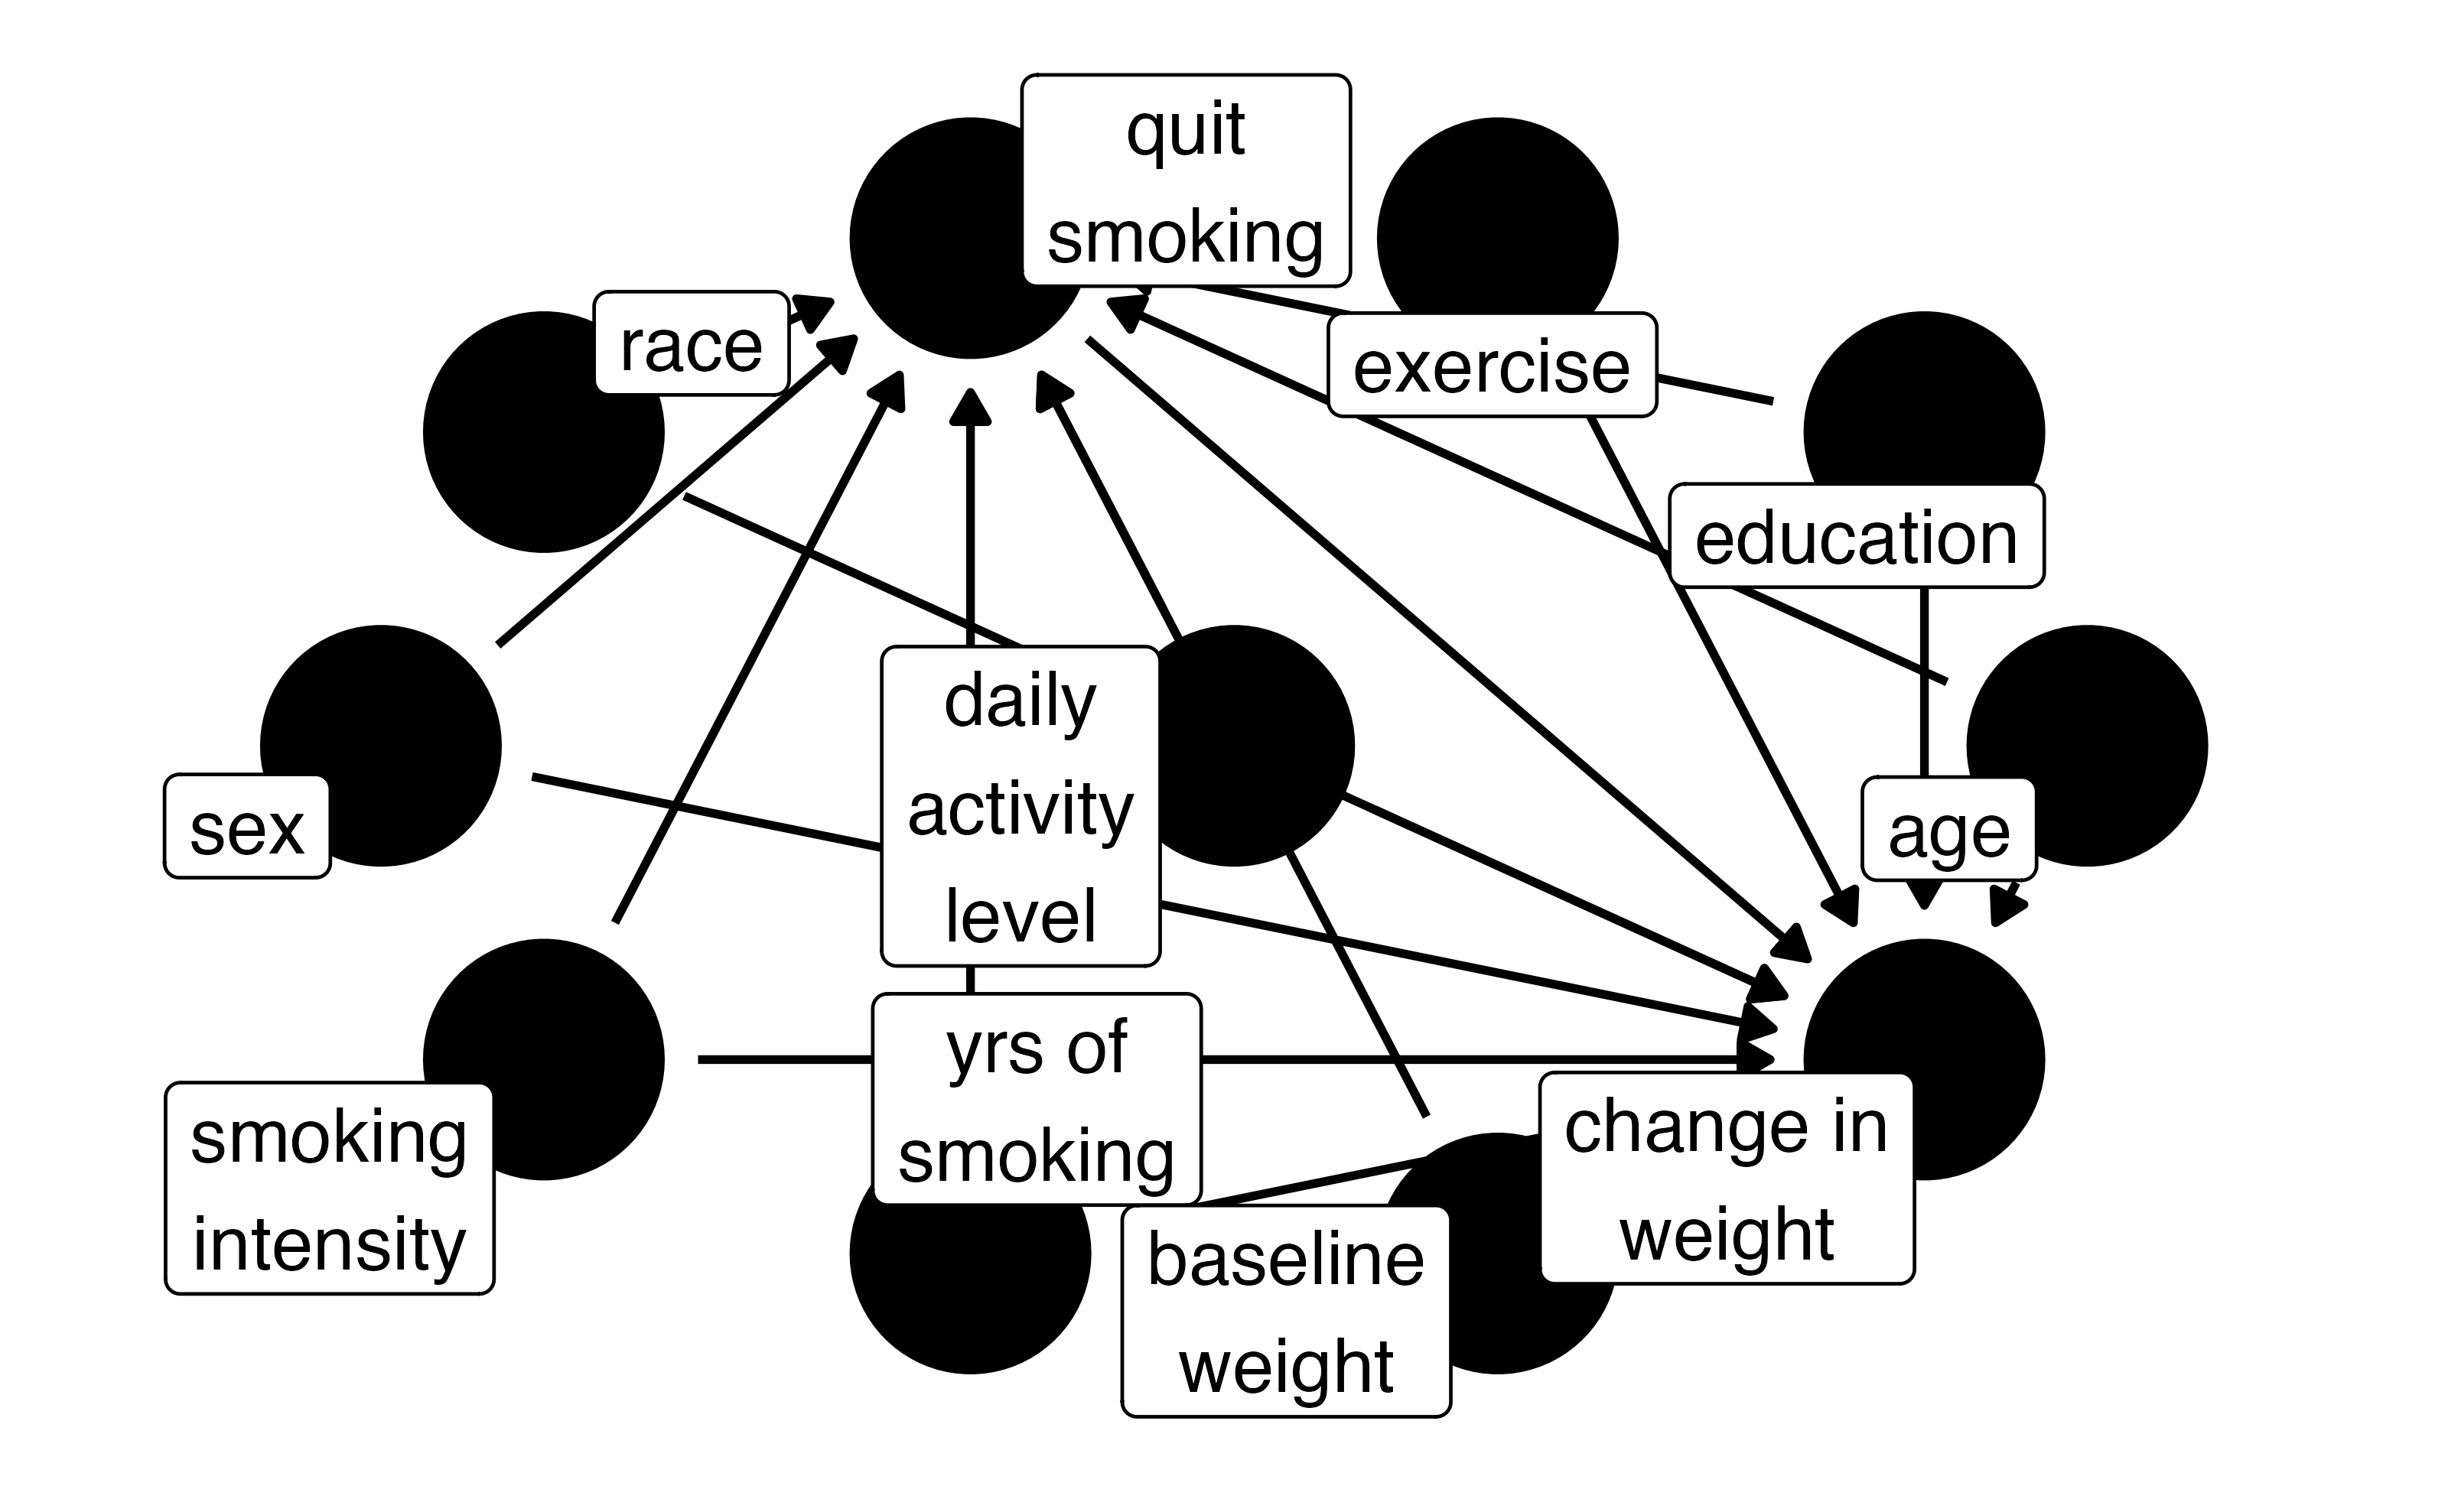 quit
smoking
race
exercise
education
daily
activity
level
sex
age
yrs of
smoking
smoking
intensity
change in
weight
baseline
weight